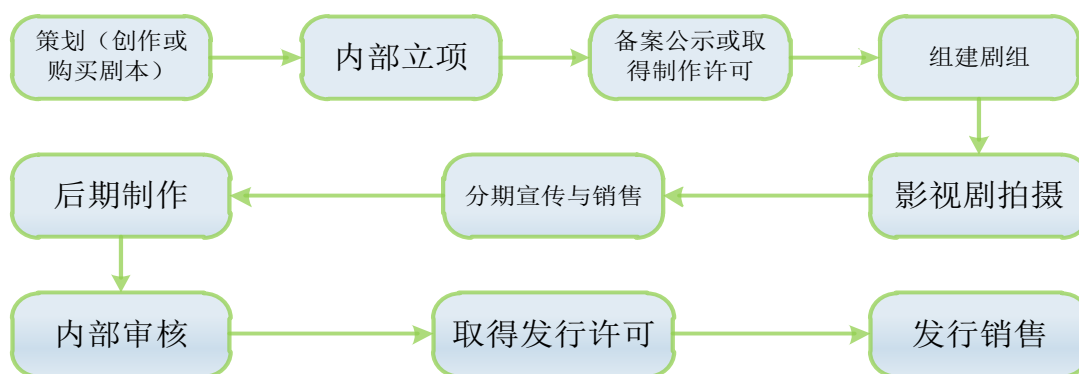 策划（创作或
购买剧本）
内部立项
备案公示或取
得制作许可
组建剧组
影视剧拍摄
分期宣传与销售
后期制作
内部审核
取得发行许可
发行销售